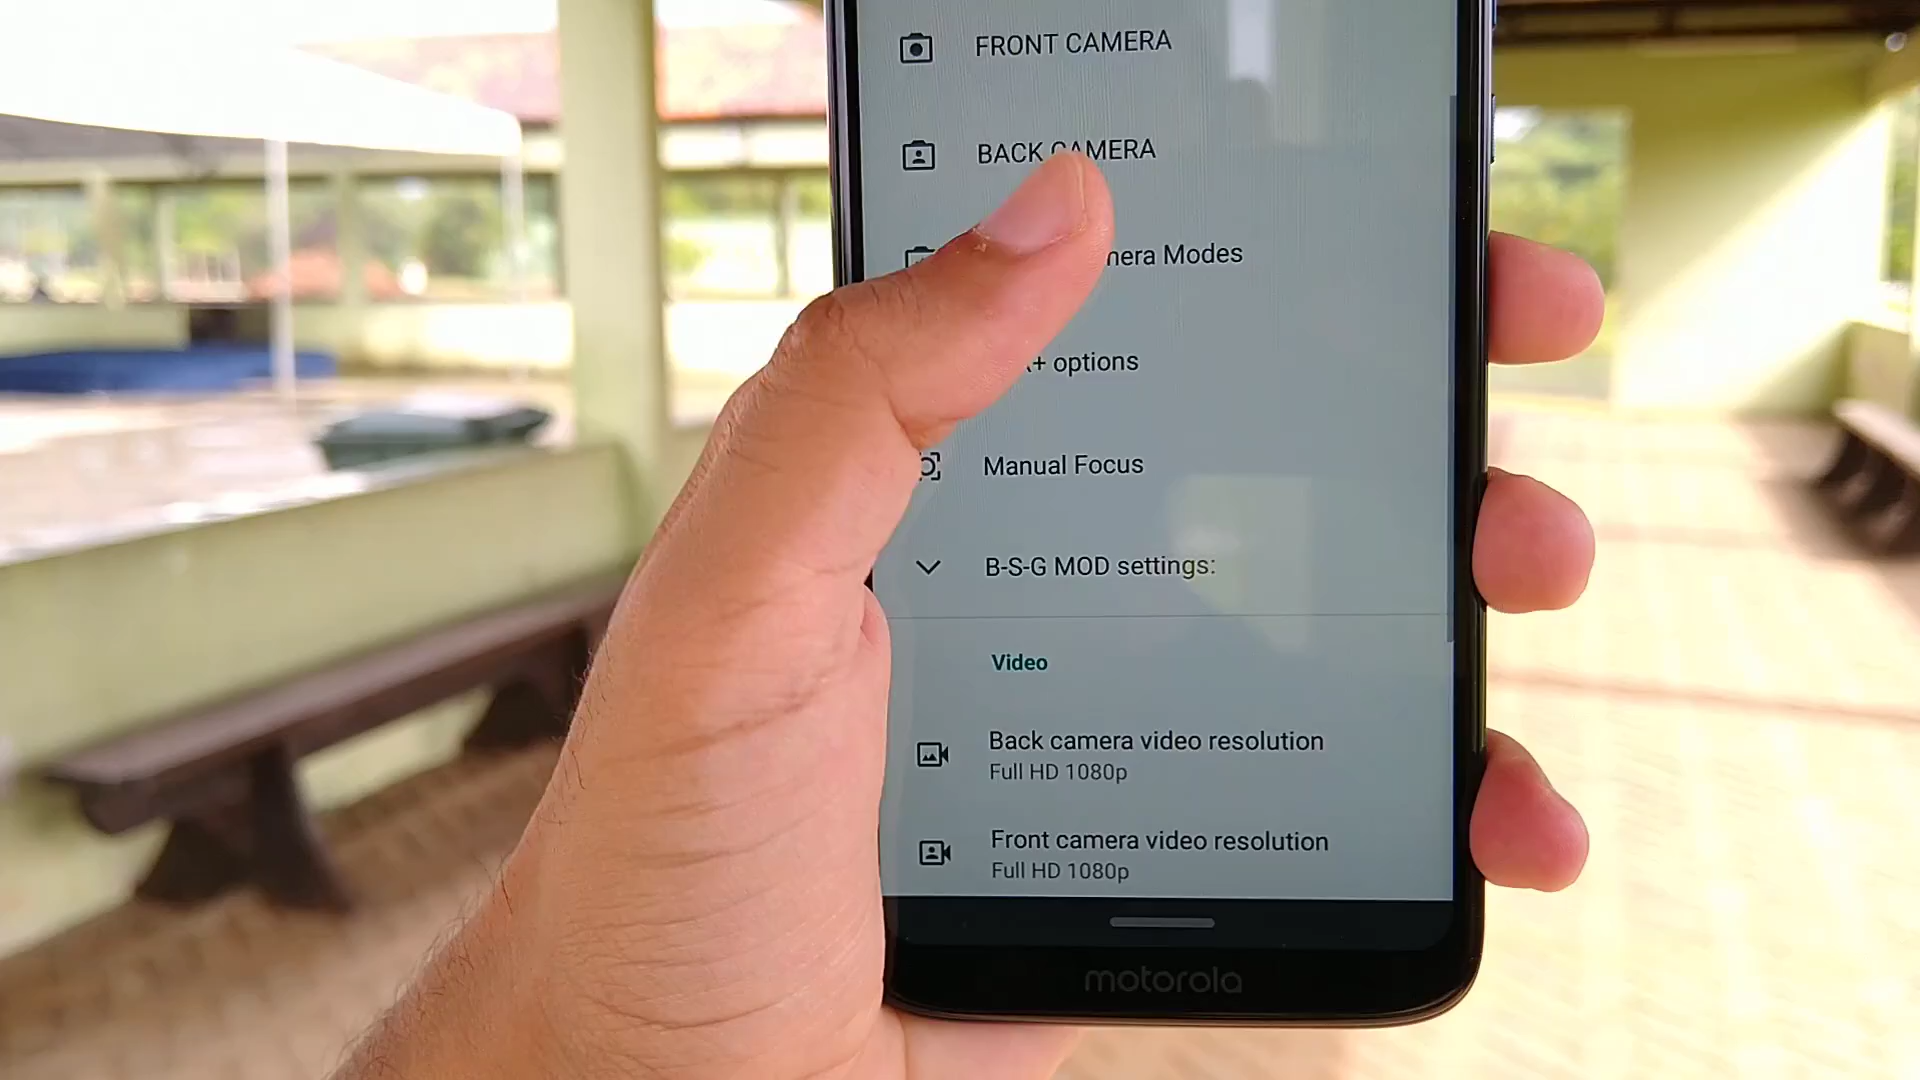 FRONT CAMERA
BACK CAMERA
Modes
+ options
Manual Focus
B-S-G MOD settings:
Video
Back camera video resolution
Full HD 1080p
Front camera video resolution
Full HD 1080p
motorola